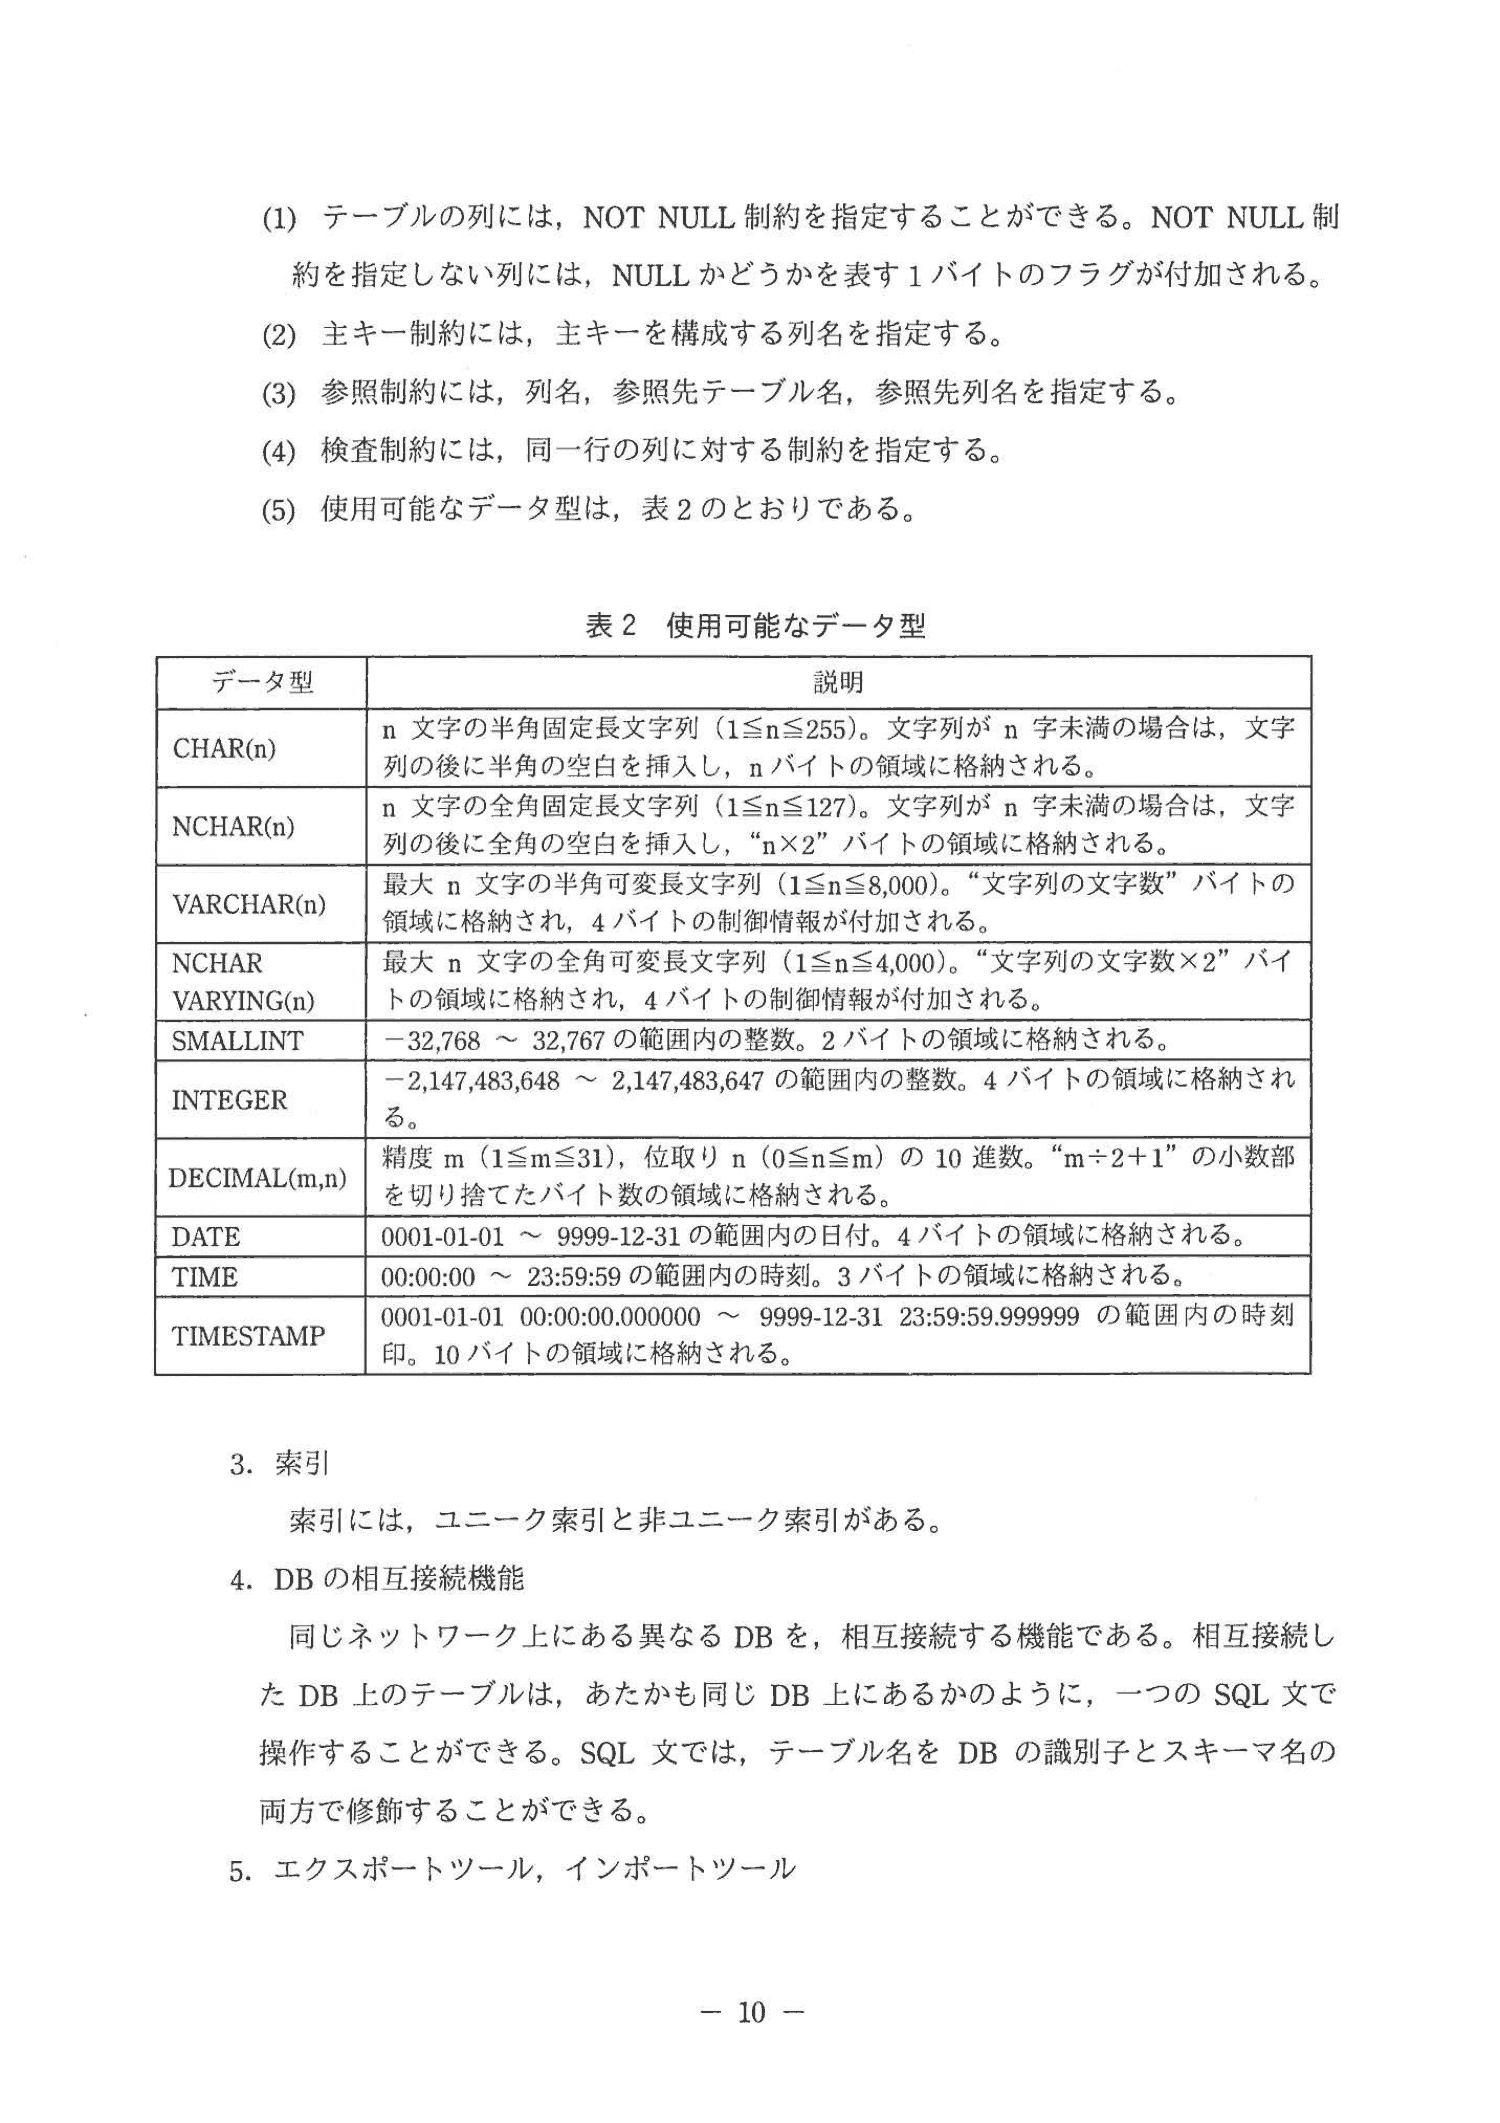 (1) テーブルの列には，NOT NULL 制約を指定することができる。NOT NULL 制
約を指定しない列には，NULL かどうかを表す 1 バイトのフラグが付加される。
(2) 主キー制約には，主キーを構成する列名を指定する。
(3) 参照制約には，列名，参照先テーブル名，参照先列名を指定する。
(4) 検査制約には，同一行の列に対する制約を指定する。
(5) 使用可能なデータ型は，表 2 のとおりである。
表 2　使用可能なデータ型
データ型　説明
CHAR(n)　n 文字の半角固定長文字列（1≦n≦255）。文字列が n 字未満の場合は，文字
列の後に半角の空白を挿入し，n バイトの領域に格納される。
NCHAR(n)　n 文字の全角固定長文字列（1≦n≦127）。文字列が n 字未満の場合は，文字
列の後に全角の空白を挿入し，“n×2” バイトの領域に格納される。
VARCHAR(n)　最大 n 文字の半角可変長文字列（1≦n≦8,000）。“文字列の文字数” バイトの
領域に格納され，4 バイトの制御情報が付加される。
NCHAR　最大 n 文字の全角可変長文字列（1≦n≦4,000）。“文字列の文字数×2” バイ
VARYING(n)　トの領域に格納され，4 バイトの制御情報が付加される。
SMALLINT　－32,768 ～ 32,767 の範囲内の整数。2 バイトの領域に格納される。
INTEGER　－2,147,483,648 ～ 2,147,483,647 の範囲内の整数。4 バイトの領域に格納され
る。
DECIMAL(m,n)　精度 m（1≦m≦31），位取り n（0≦n≦m）の 10 進数。“m÷2＋1” の小数部
を切り捨てたバイト数の領域に格納される。
DATE　0001-01-01 ～ 9999-12-31 の範囲内の日付。4 バイトの領域に格納される。
TIME　00:00:00 ～ 23:59:59 の範囲内の時刻。3 バイトの領域に格納される。
TIMESTAMP　0001-01-01 00:00:00.000000 ～ 9999-12-31 23:59:59.999999 の範囲内の時刻
印。10 バイトの領域に格納される。
3. 索引
索引には，ユニーク索引と非ユニーク索引がある。
4. DB の相互接続機能
同じネットワーク上にある異なる DB を，相互接続する機能である。相互接続し
た DB 上のテーブルは，あたかも同じ DB 上にあるかのように，一つの SQL 文で
操作することができる。SQL 文では，テーブル名を DB の識別子とスキーマ名の
両方で修飾することができる。
5. エクスポートツール，インポートツール
－ 10 －